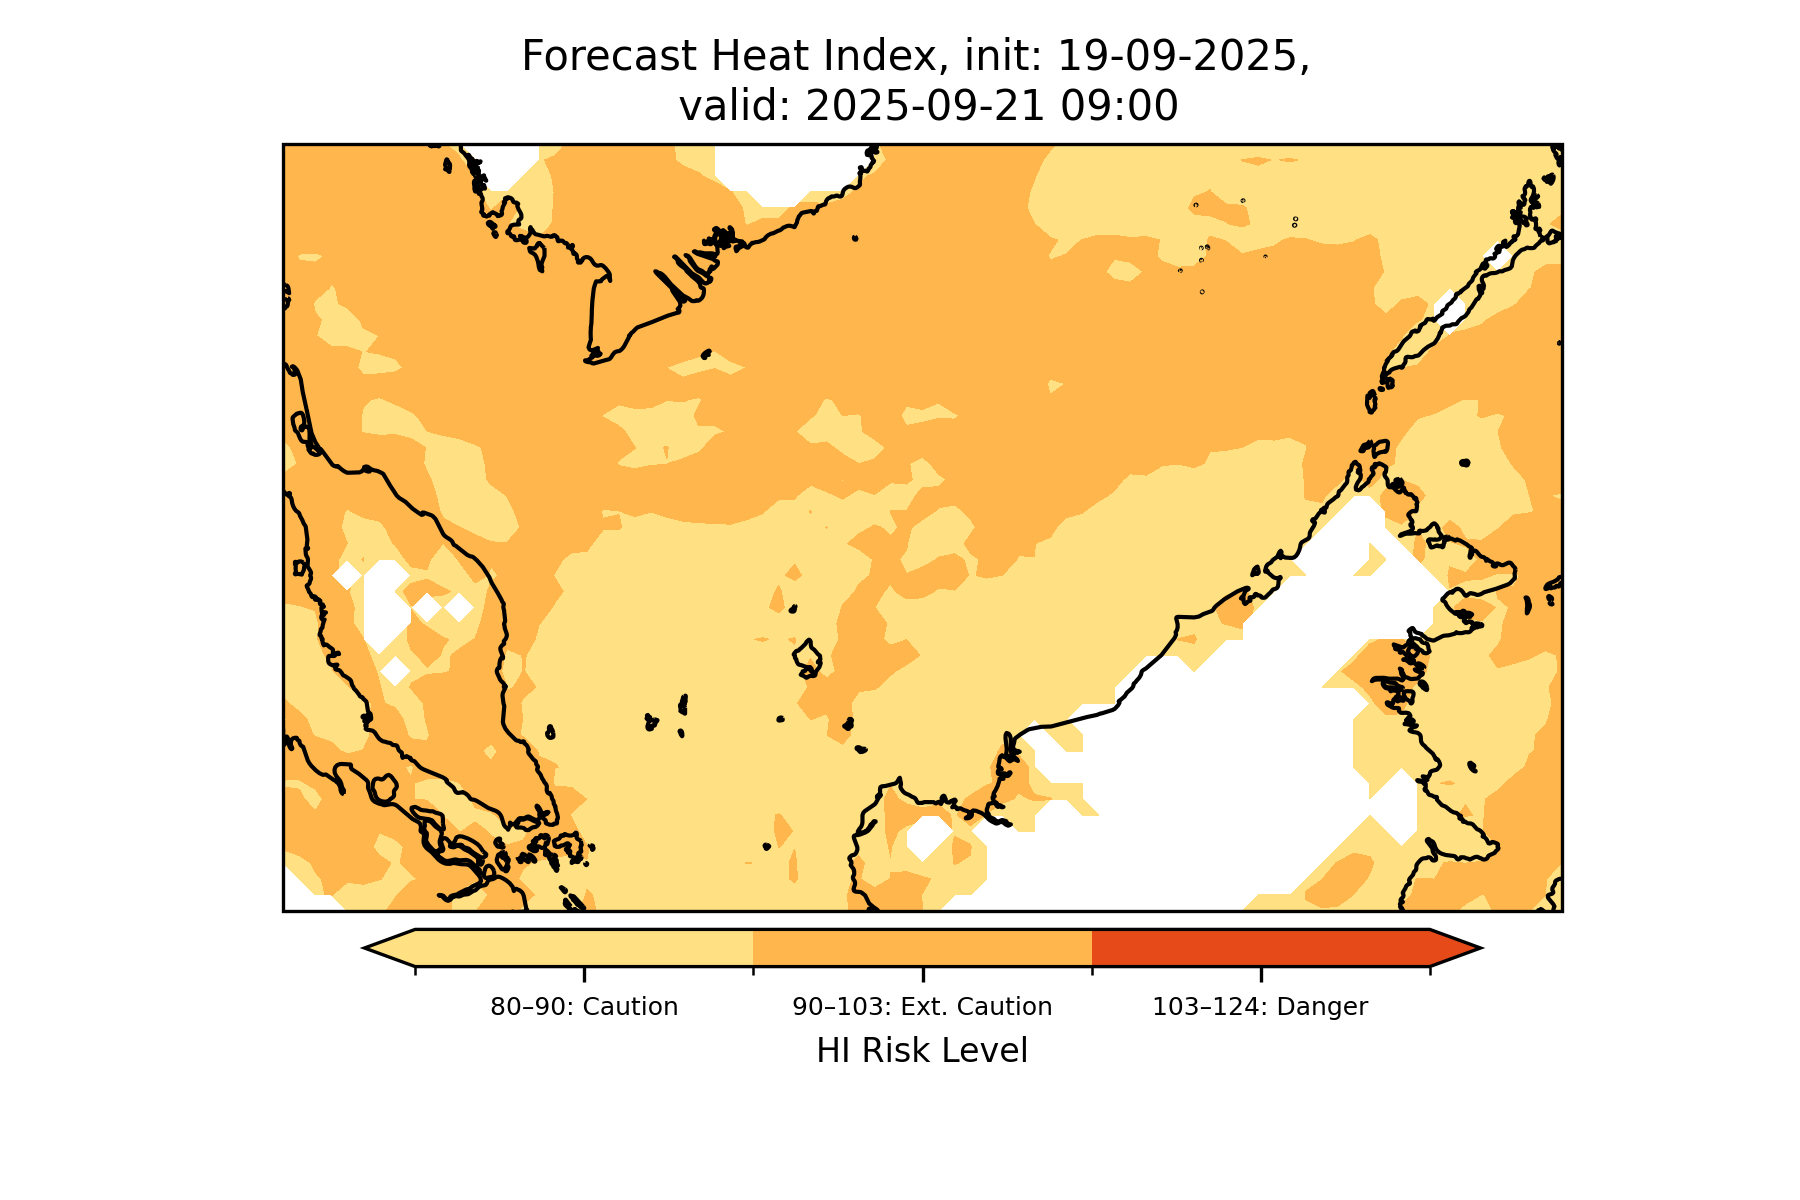 Forecast Heat Index, init: 19-09-2025,
valid: 2025-09-21 09:00
80–90: Caution
90–103: Ext. Caution
103–124: Danger
HI Risk Level